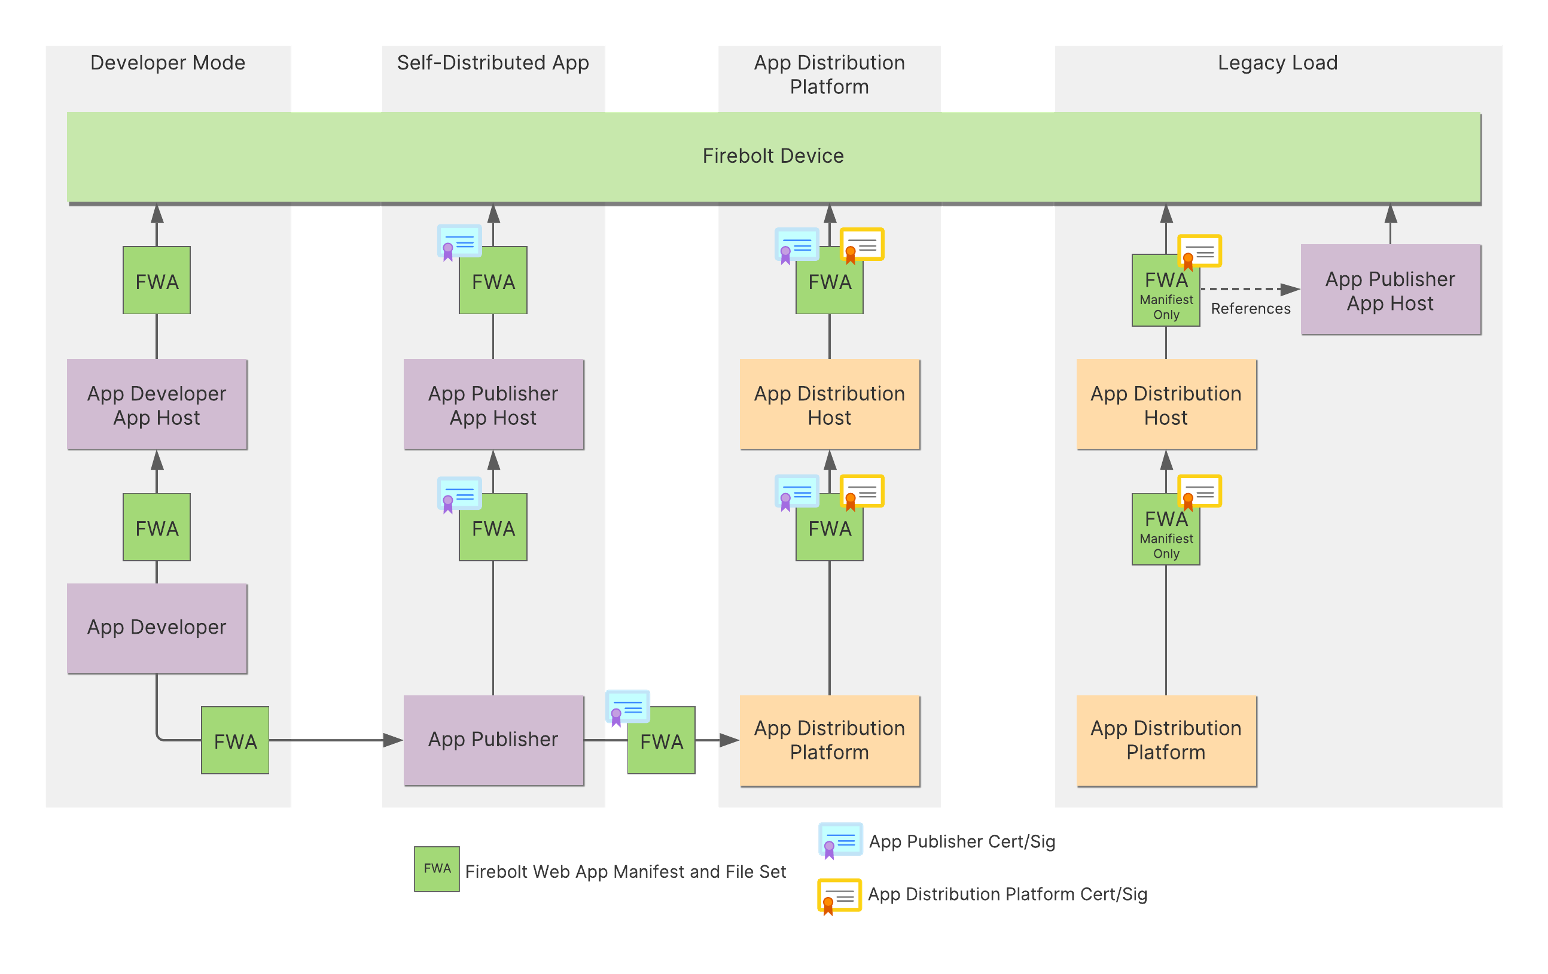 Developer Mode
Self-Distributed App
App Distribution
Platform
Legacy Load
Firebolt Device
FWA
FWA
FWA
FWA
Manifiest
Only
References
App Publisher
App Host
App Developer
App Host
App Publisher
App Host
App Distribution
Host
App Distribution
Host
FWA
FWA
FWA
FWA
Manifiest
Only
App Developer
FWA
App Publisher
FWA
App Distribution
Platform
App Distribution
Platform
FWA
Firebolt Web App Manifest and File Set
App Publisher Cert/Sig
App Distribution Platform Cert/Sig